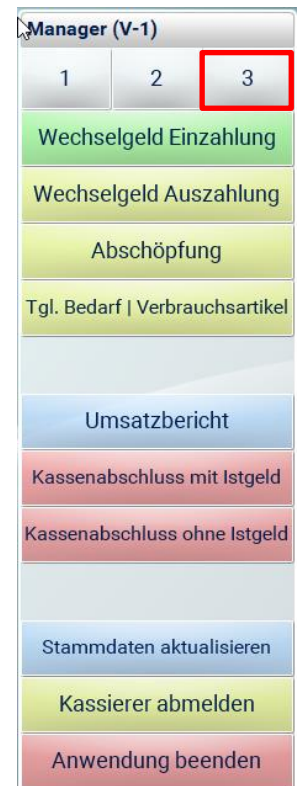 Manager (V-1)
1 2 3
Wechselgeld Einzahlung
Wechselgeld Auszahlung
Abschöpfung
Tgl. Bedarf | Verbrauchsartikel
Umsatzbericht
Kassenabschluss mit Istgeld
Kassenabschluss ohne Istgeld
Stammdaten aktualisieren
Kassierer abmelden
Anwendung beenden